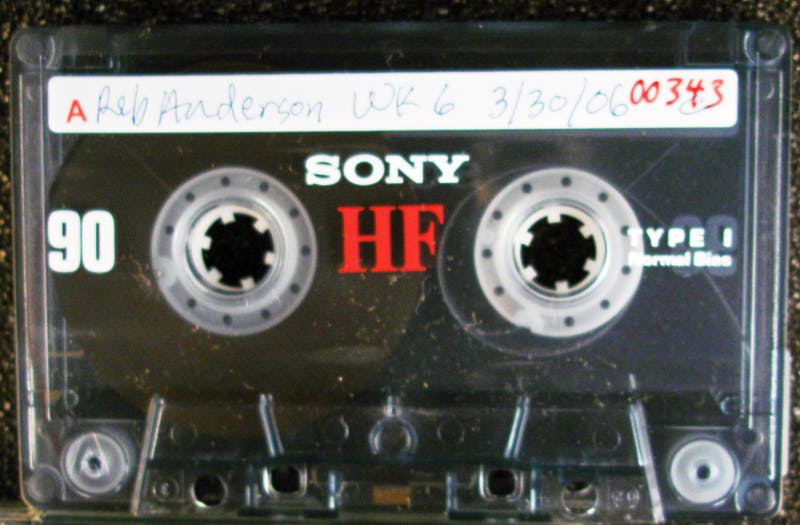 A Reb Anderson WK 6 3/30/06 00343
SONY
90 HF TYPE I
Normal Bias